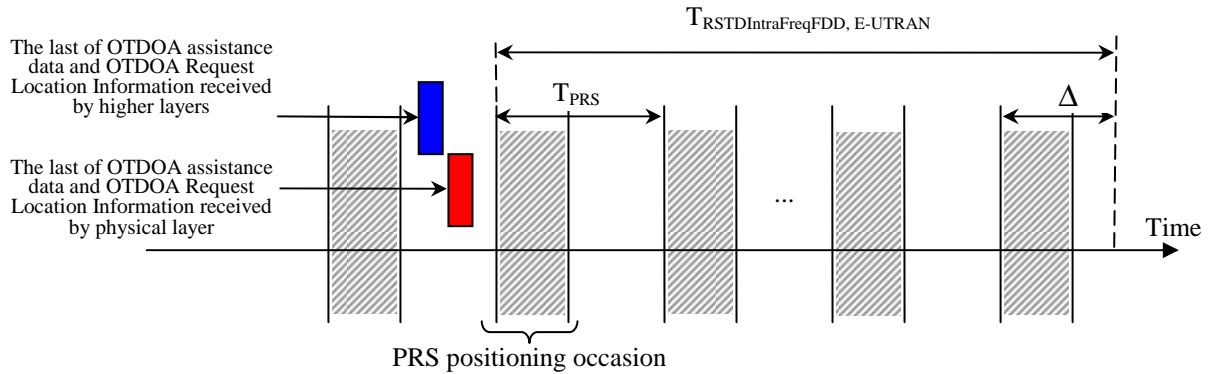 T_RSTDIntraFreqFDD, E-UTRAN
The last of OTDOA assistance
data and OTDOA Request
Location Information received
by higher layers
T_PRS
Δ
The last of OTDOA assistance
data and OTDOA Request
Location Information received
by physical layer
...
Time
PRS positioning occasion